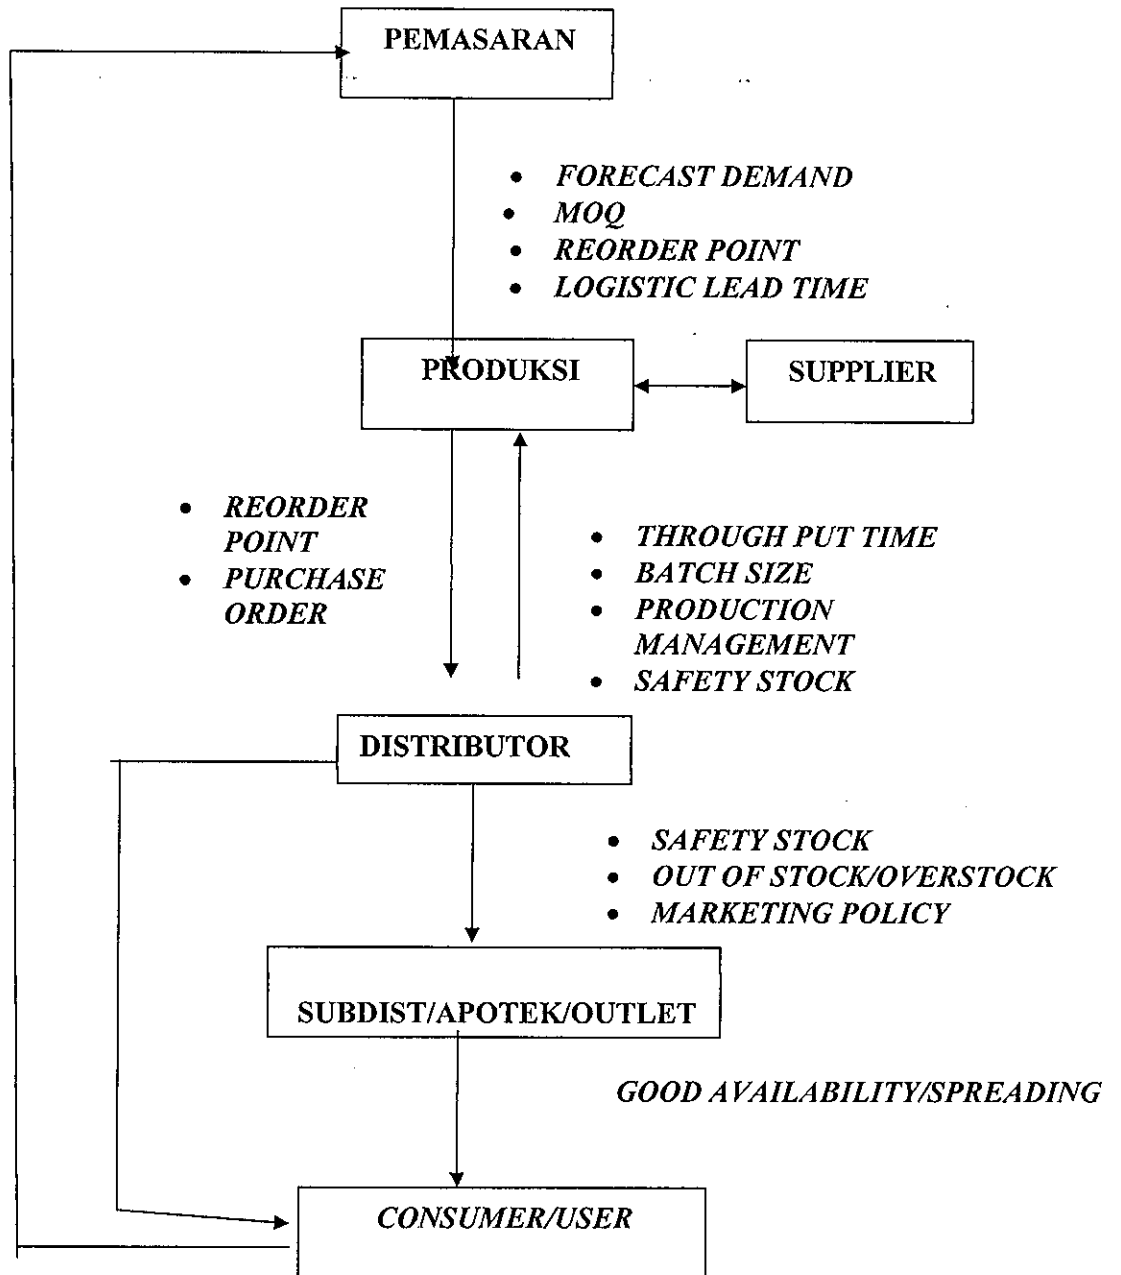 PEMASARAN
• FORECAST DEMAND
• MOQ
• REORDER POINT
• LOGISTIC LEAD TIME
PRODUKSI
SUPPLIER
• REORDER
POINT
• PURCHASE
ORDER
• THROUGH PUT TIME
• BATCH SIZE
• PRODUCTION
MANAGEMENT
• SAFETY STOCK
DISTRIBUTOR
• SAFETY STOCK
• OUT OF STOCK/OVERSTOCK
• MARKETING POLICY
SUBDIST/APOTEK/OUTLET
GOOD AVAILABILITY/SPREADING
CONSUMER/USER